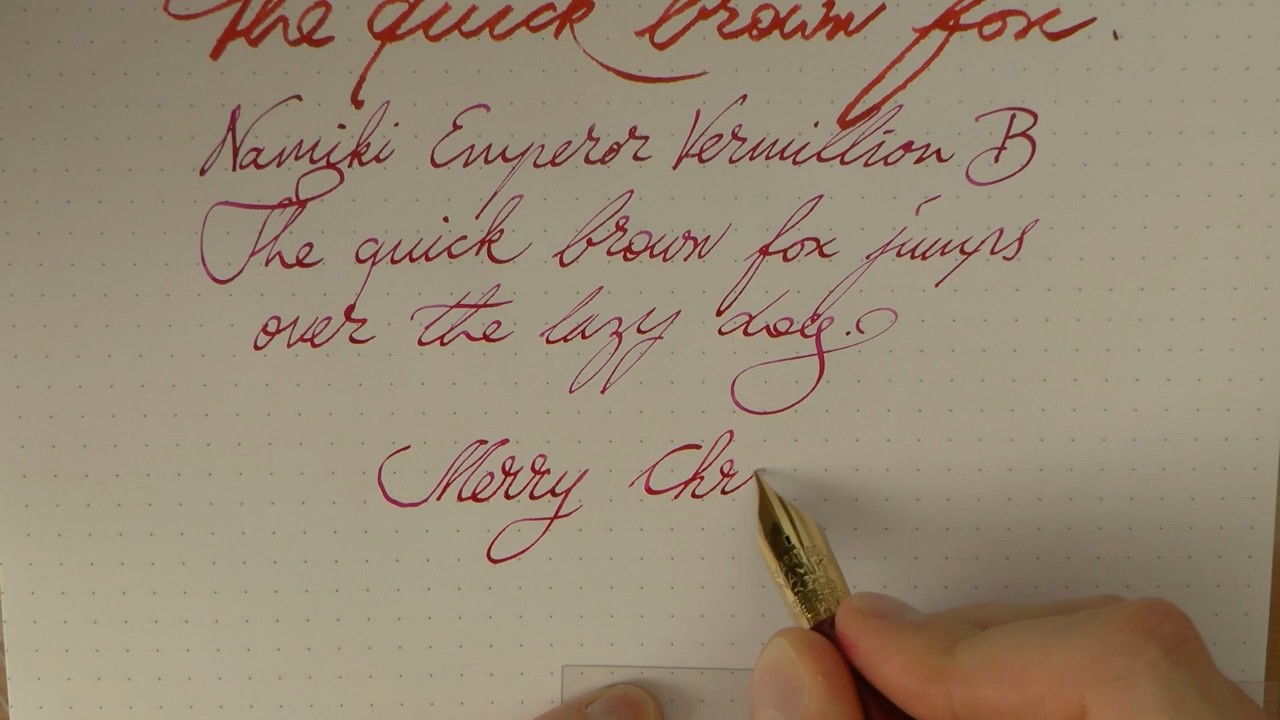 The quick brown fox.
Namiki Emperor Vermillion B
The quick brown fox jumps
over the lazy dog.
Merry Chr